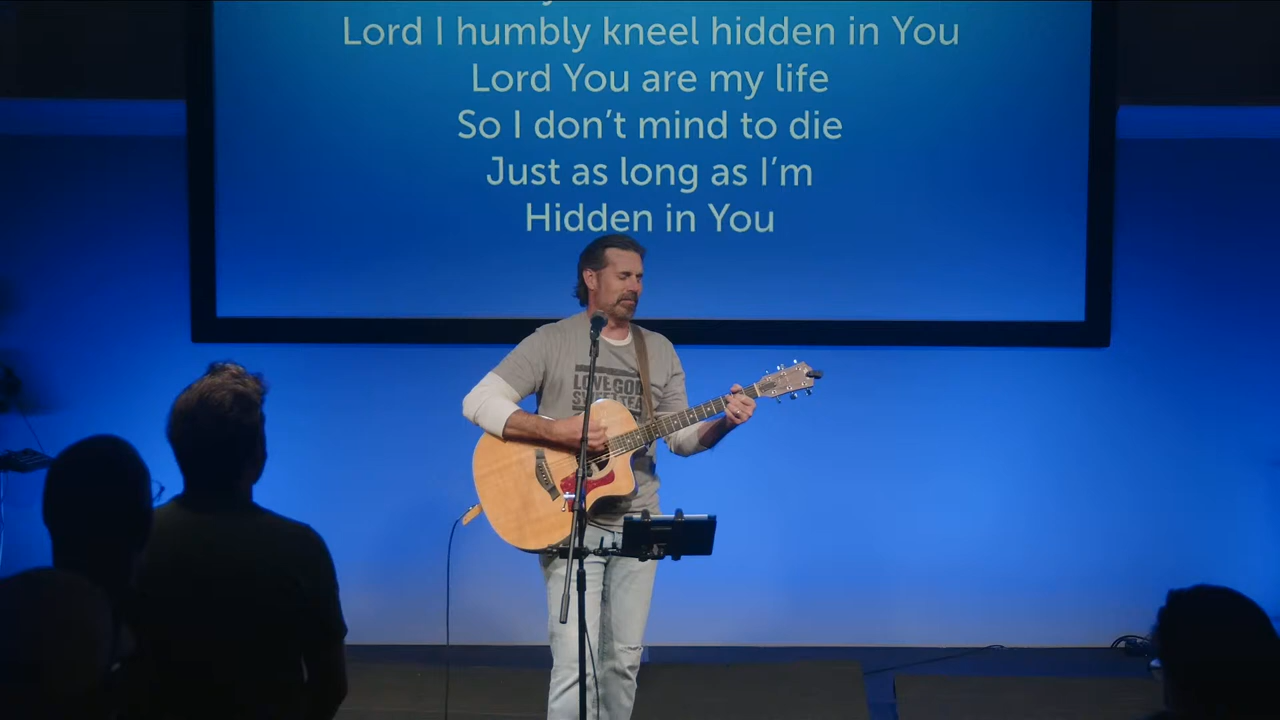 Lord I humbly kneel hidden in You
Lord You are my life
So I don't mind to die
Just as long as I'm
Hidden in You
LOVE GOD